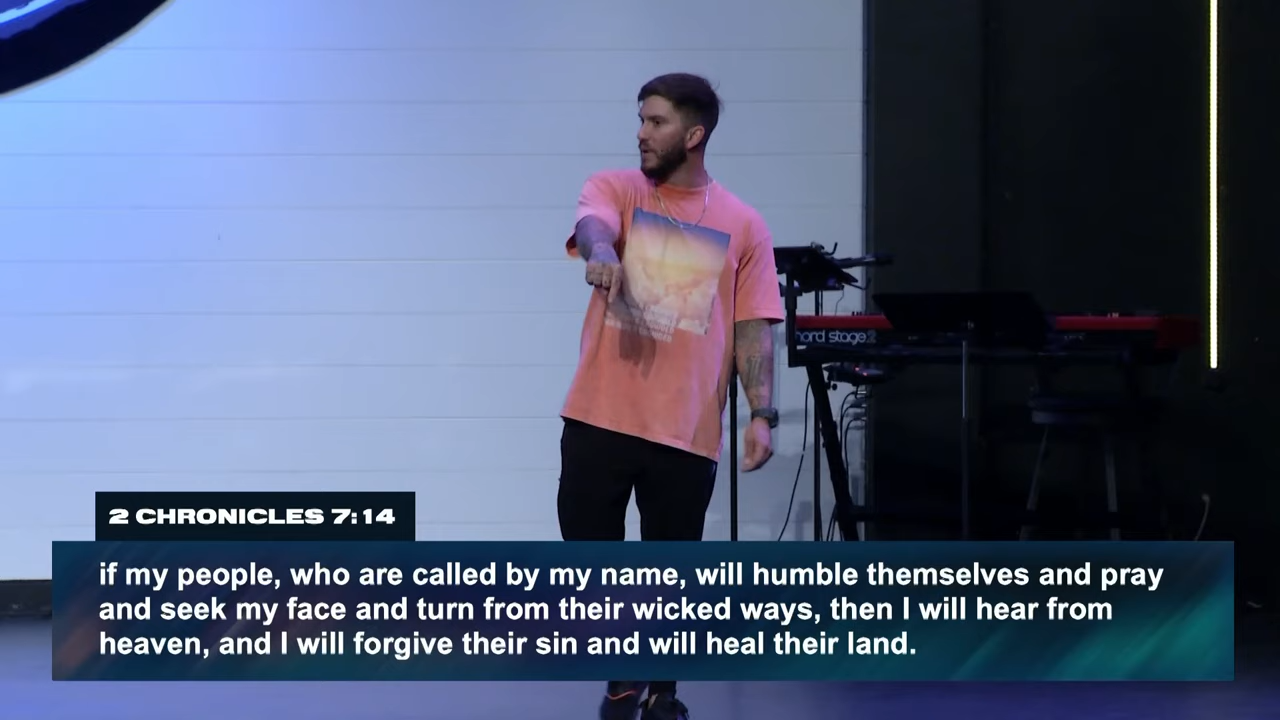 nord stage 2
2 CHRONICLES 7:14
if my people, who are called by my name, will humble themselves and pray
and seek my face and turn from their wicked ways, then I will hear from
heaven, and I will forgive their sin and will heal their land.